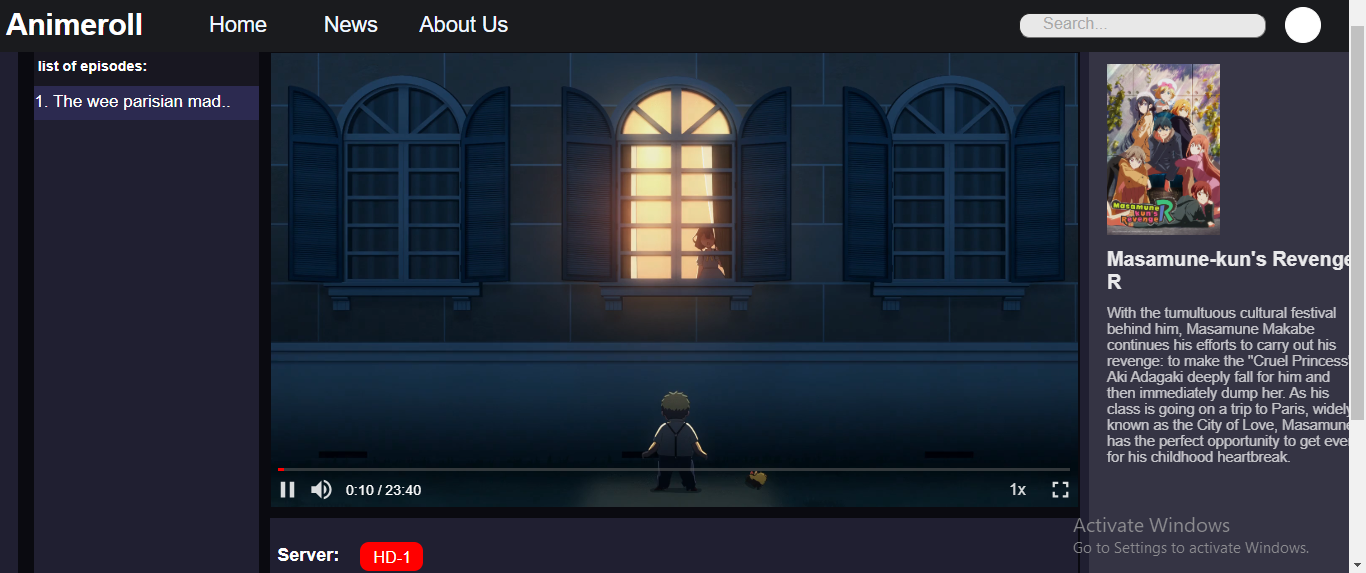 Animeroll
Home
News
About Us
Search...
list of episodes:
1. The wee parisian mad..
0:10 / 23:40
1x
Server:
HD-1
Masamune
kun's R
Revenge
Masamune-kun's Revenge
R
With the tumultuous cultural festival
behind him, Masamune Makabe
continues his efforts to carry out his
revenge: to make the "Cruel Princess"
Aki Adagaki deeply fall for him and
then immediately dump her. As his
class is going on a trip to Paris, widely
known as the City of Love, Masamune
has the perfect opportunity to get even
for his childhood heartbreak.
Activate Windows
Go to Settings to activate Windows.